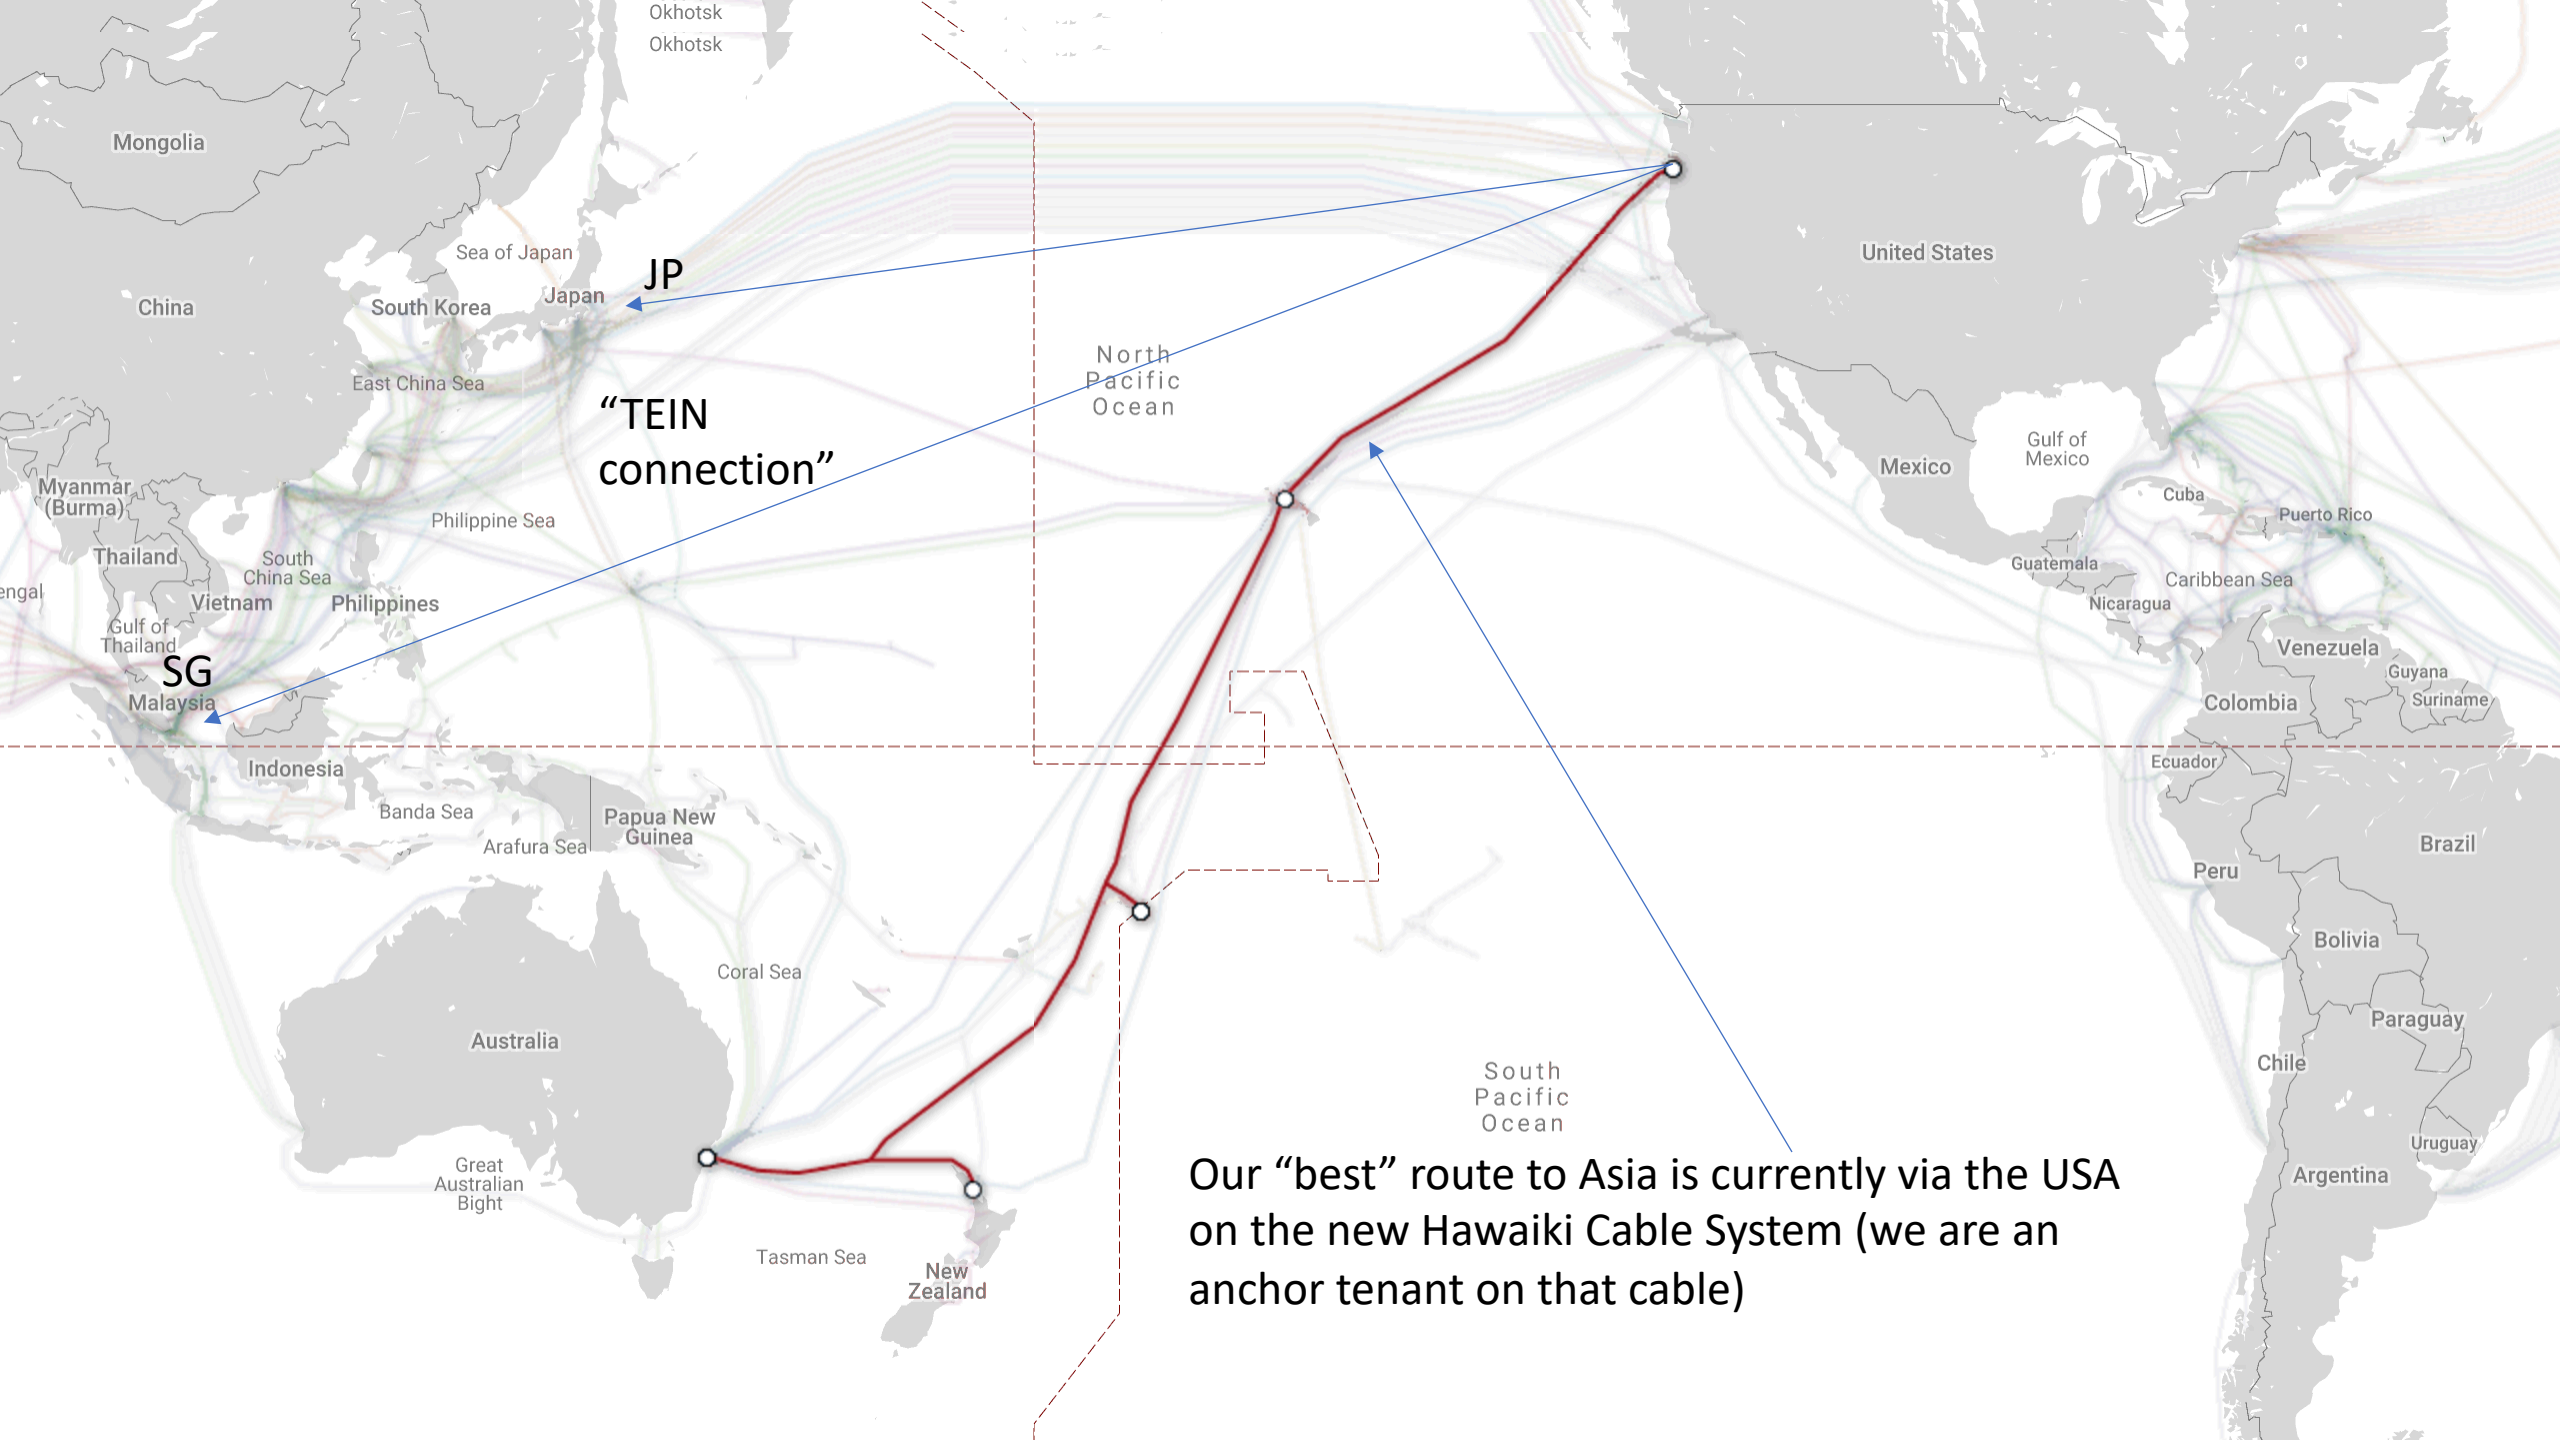 Okhotsk
Okhotsk
Mongolia
United States
Sea of Japan
JP
Japan
China
South Korea
North
Pacific
Ocean
East China Sea
“TEIN
connection”
Gulf of
Mexico
Mexico
Myanmar
(Burma)
Cuba
Puerto Rico
Philippine Sea
Thailand
South
China Sea
Guatemala
Caribbean Sea
engal
Vietnam
Philippines
Nicaragua
Gulf of
Thailand
Venezuela
SG
Malaysia
Guyana
Suriname
Colombia
Indonesia
Ecuador
Banda Sea
Papua New
Guinea
Arafura Sea
Brazil
Peru
Bolivia
Coral Sea
Australia
Paraguay
Chile
South
Pacific
Ocean
Uruguay
Great
Australian
Bight
Argentina
Our “best” route to Asia is currently via the USA
on the new Hawaiki Cable System (we are an
anchor tenant on that cable)
Tasman Sea
New
Zealand